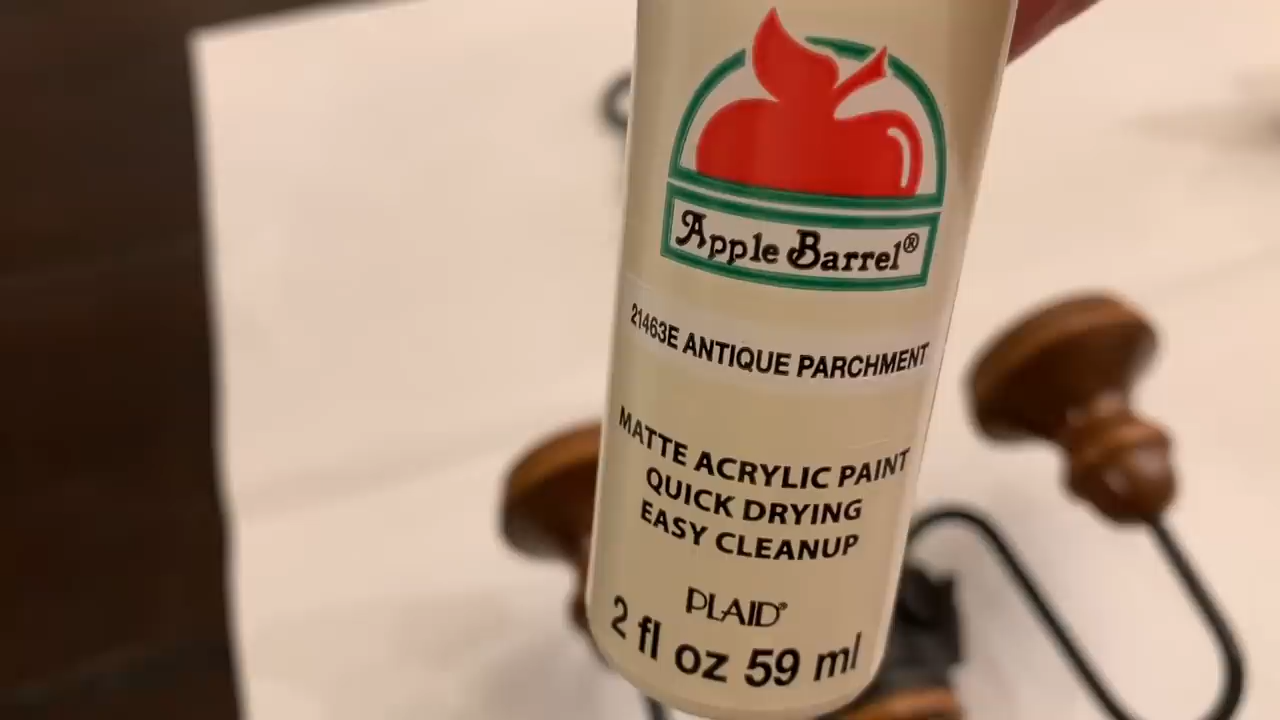 Apple Barrel®
21463E ANTIQUE PARCHMENT
MATTE ACRYLIC PAINT
QUICK DRYING
EASY CLEANUP
PLAID®
2 fl oz 59 ml